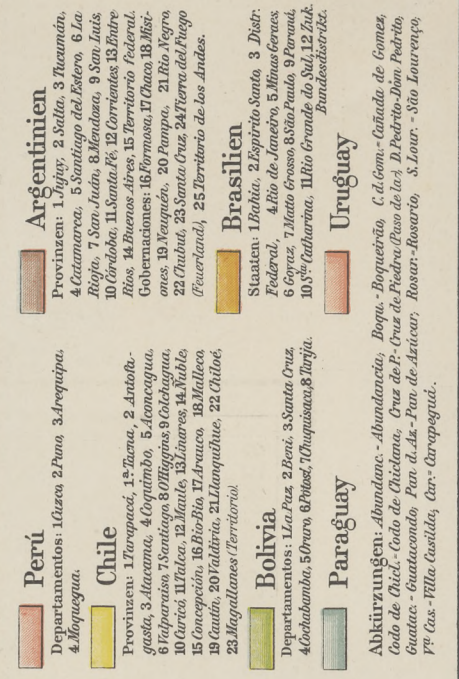 Perú
Departamentos: 1 Cuzco, 2 Puno, 3 Arequipa,
4 Moquegua.
Chile
Provinzen: 1 Tarapacá, 1ª Tacna, 2 Antofa-
gasta, 3 Atacama, 4 Coquimbo, 5 Aconcagua,
6 Valparaiso, 7 Santiago, 8 O'Higgins, 9 Colchagua,
10 Curicó, 11 Talca, 12 Maule, 13 Linares, 14 Ñuble,
15 Concepción, 16 Bio-Bio, 17 Arauco, 18 Malleco,
19 Cautin, 20 Valdivia, 21 Llanquihue, 22 Chiloé,
23 Magallanes (Territorio).
Bolivia
Departamentos: 1 La Paz, 2 Beni, 3 Santa Cruz,
4 Cochabamba, 5 Oruro, 6 Potosi, 7 Chuquisaca, 8 Tarija.
Paraguay
Argentinien
Provinzen: 1 Jujuy, 2 Salta, 3 Tucumán,
4 Catamarca, 5 Santiago del Estero, 6 La
Rioja, 7 San Juán, 8 Mendoza, 9 San Luis,
10 Córdoba, 11 Santa Fé, 12 Corrientes, 13 Entre
Rios, 14 Buenos Aires, 15 Territorio federal.
Gobernaciones: 16 Formosa, 17 Chaco, 18 Misi-
ones, 19 Neuquén, 20 Pampa, 21 Rio Negro,
22 Chubut, 23 Santa Cruz, 24 Tierra del Fuego
(Feuerland), 25 Territorio de los Andes.
Brasilien
Staaten: 1 Bahia, 2 Espirito Santo, 3 Distr.
Federal, 4 Rio de Janeiro, 5 Minas Geraes,
6 Goyaz, 7 Matto Grosso, 8 São Paulo, 9 Paraná,
10 Sta Catharina, 11 Rio Grande do Sul, 12 Zuk.
Bundesdistrikt.
Uruguay
Abkürzungen: Abundanc.- Abundancia, Boqu.- Boqueirão, C. d. Gom.- Cañada de Gomez,
Codo de Chicl.- Codo de Chiclana, Cruz de P.- Cruz de Piedra (Paso de la), D. Pedrito- Dom Pedrito,
Guatac.- Guatacondo, Pan d. Az.- Pan de Azúcar, Rosar.- Rosario, S. Lour.- São Lourenço,
Va Cas.- Villa Casilda, Car.= Carapeguá.